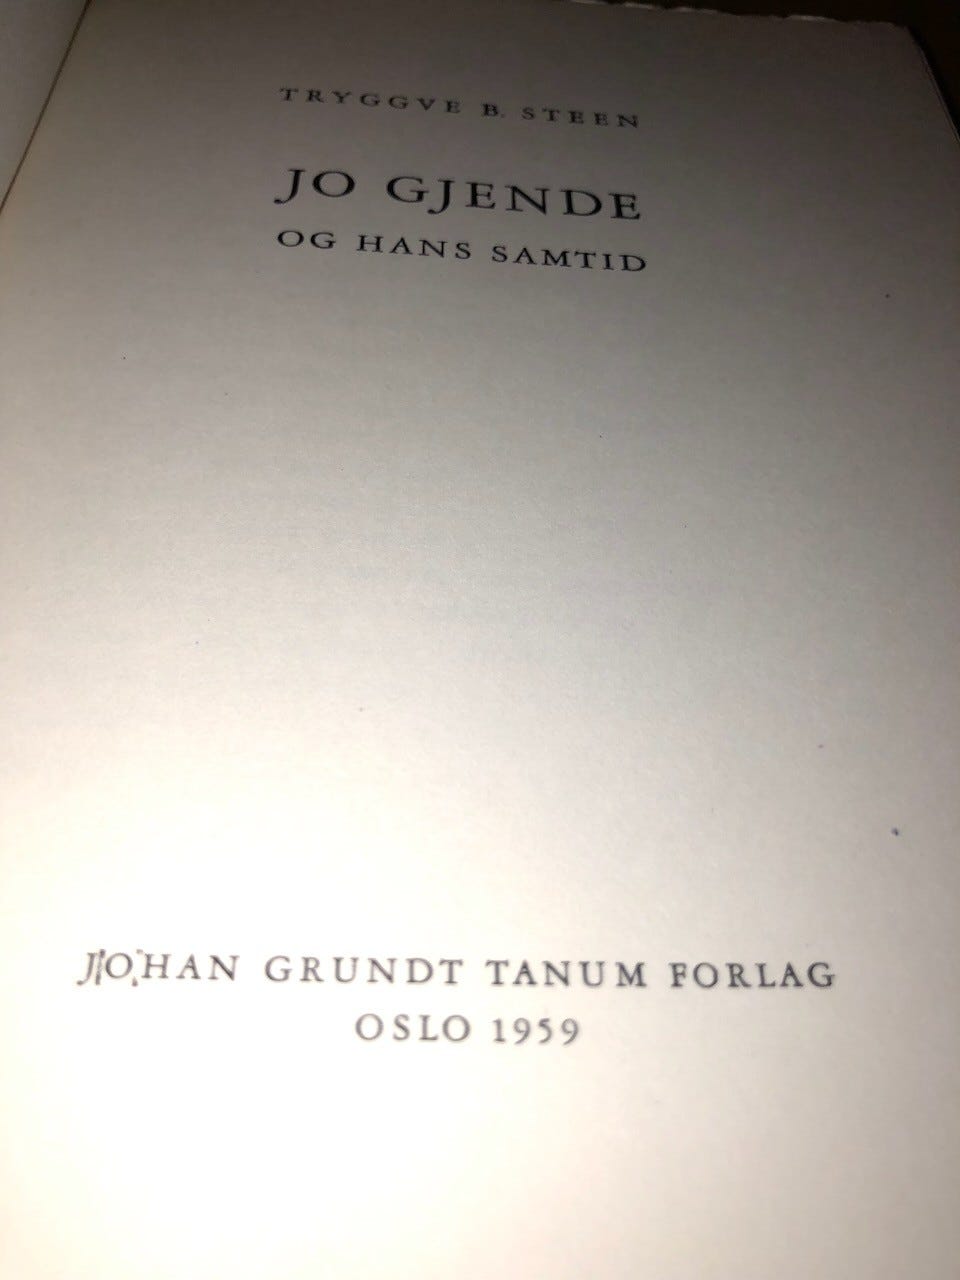 TRYGGVE B. STEEN
JO GJENDE
OG HANS SAMTID
JOHAN GRUNDT TANUM FORLAG
OSLO 1959